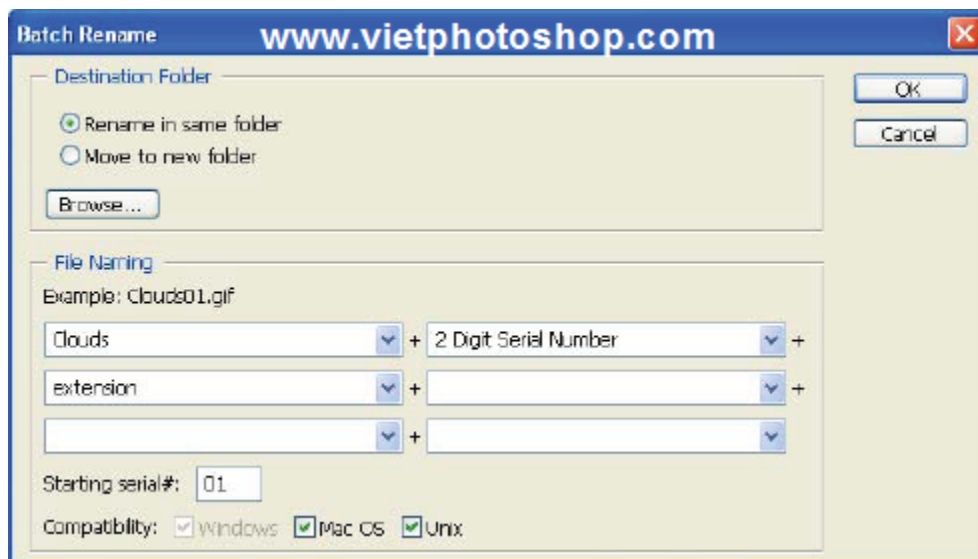 Batch Rename www.vietphotoshop.com
Destination Folder
OK
Rename in same folder
Cancel
Move to new folder
Browse...
File Naming
Example: Clouds01.gif
Clouds + 2 Digit Serial Number +
extension + +
+
Starting serial#: 01
Compatibility: Windows Mac OS Unix